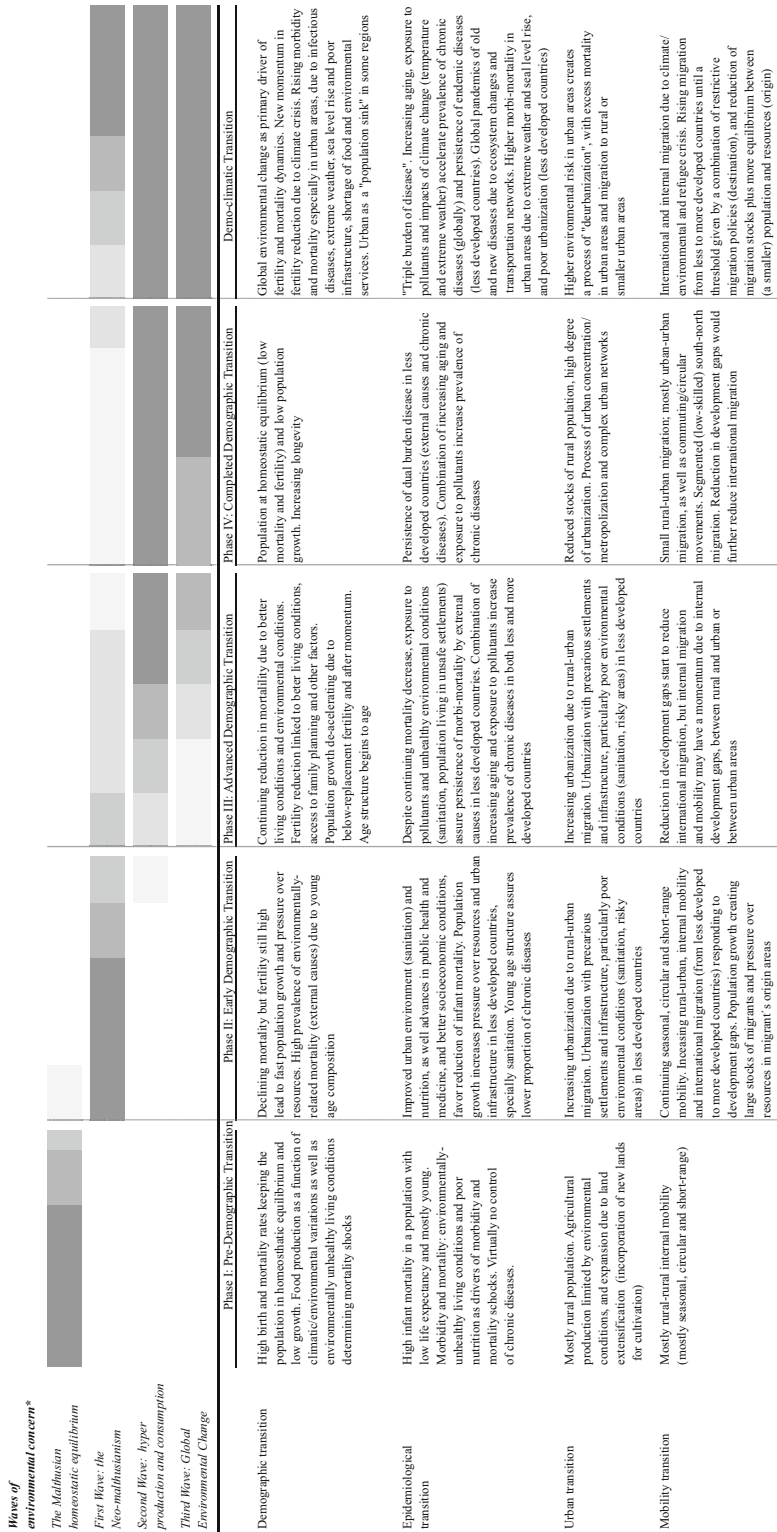 Waves of
environmental concern*
The Malthusian
homeostatic equilibrium
First Wave: the
Neo-malthusianism
Second Wave: hyper
production and consumption
Third Wave: Global
Environmental Change
Phase I: Pre-Demographic Transition
Phase II: Early Demographic Transition
Phase III: Advanced Demographic Transition
Phase IV: Completed Demographic Transition
Demo-climatic Transition
Demographic transition
High birth and mortality rates keeping the
population in homeosthatic equilibrium and
low growth. Food production as a function of
climatic/environmental variations as well as
environmentally unhealthy living conditions
determining mortality shocks
Declining mortality but fertility still high
lead to fast population growth and pressure over
resources. High prevalence of environmentally-
related mortality (external causes) due to young
age composition
Continuing reduction in mortality due to better
living conditions and environmental conditions.
Fertility reduction linked to beter living conditions,
access to family planning and other factors.
Population growth de-acelerating due to
below-replacement fertility and after momentum.
Age structure begins to age
Population at homeostatic equilibrium (low
mortality and fertility) and low population
growth. Increasing longevity
Global environmental change as primary driver of
fertility and mortality dynamics. New momentum in
fertility reduction due to climate crisis. Rising morbidity
and mortality especially in urban areas, due to infectious
diseases, extreme weather, sea level rise and poor
infrastructure, shortage of food and environmental
services. Urban as a "population sink" in some regions
Epidemiological
transition
High infant mortality in a population with
low life expectancy and mostly young.
Morbidity and mortality: environmentally-
unhealthy living conditions and poor
nutrition as drivers of morbidity and
mortality schocks. Virtually no control
of chronic diseases.
Improved urban environment (sanitation) and
nutrition, as well advances in public health and
medicine, and better socioeconomic conditions,
favor reduction of infant mortality. Population
growth increases pressure over resources and urban
infrastructure in less developed countries,
specially sanitation. Young age structure assures
lower proportion of chronic diseases
Despite continuing mortality decrease, exposure to
pollutants and unhealthy environmental conditions
(sanitation, population living in unsafe settlements)
assure persistence of morbi-mortality by extrenal
causes in less developed countries. Combination of
increasing aging and exposure to pollutants increase
prevalence of chronic diseases in both less and more
developed countries
Persistence of dual burden disease in less
developed countries (external causes and chronic
diseases). Combination of increasing aging and
exposure to pollutants increase prevalence of
chronic diseases
"Triple burden of disease". Increasing aging, exposure to
pollutants and impacts of climate change (temperature
and extreme weather) accelerate prevalence of chronic
diseases (globally) and persistence of endemic diseases
(less developed countries). Global pandemics of old
and new diseases due to ecosystem changes and
transportation networks. Higher morbi-mortality in
urban areas due to extreme weather and seal level rise,
and poor urbanization (less developed countries)
Urban transition
Mostly rural population. Agricultural
production limited by environmental
conditions, and expansion due to land
extensification (incorporation of new lands
for cultivation)
Increasing urbanization due to rural-urban
migration. Urbanization with precarious
settlements and infrastructure, particularly poor
environmental conditions (sanitation, risky
areas) in less developed countries
Increasing urbanization due to rural-urban
migration. Urbanization with precarious settlements
and infrastructure, particularly poor environmental
conditions (sanitation, risky areas) in less developed
countries
Reduced stocks of rural population, high degree
of urbanization. Process of urban concentration/
metropolization and complex urban networks
Higher environmental risk in urban areas creates
a process of "deurbanization", with excess mortality
in urban areas and migration to rural or
smaller urban areas
Mobility transition
Mostly rural-rural internal mobility
(mostly seasonal, circular and short-range)
Continuing seasonal, circular and short-range
mobility. Inceasing rural-urban, internal mobility
and international migration (from less developed
to more developed countries) responding to
development gaps. Population growth creating
large stocks of migrants and pressure over
resources in migrant´s origin areas
Reduction in development gaps start to reduce
international migration, but internal migration
and mobility may have a momentum due to internal
development gaps, between rural and urban or
between urban areas
Small rural-urban migration; mostly urban-urban
migration, as well as commuting/circular
movements. Segmented (low-skilled) south-north
migration. Reduction in development gaps would
further reduce international migration
International and internal migration due to climate/
environmental and refugee crisis. Rising migration
from less to more developed countries until a
threshold given by a combination of restrictive
migration policies (destination), and reduction of
migration stocks plus more equilibrium between
(a smaller) population and resources (origin)